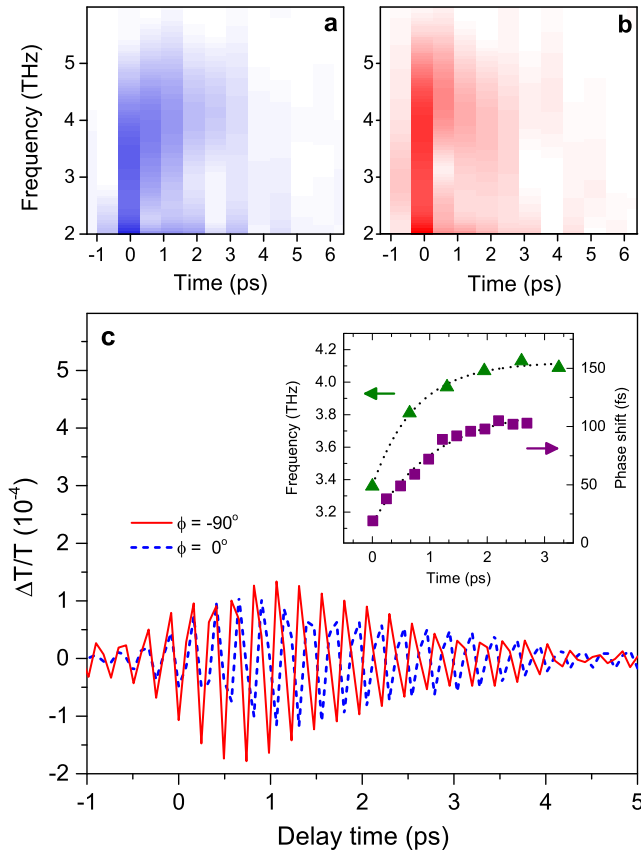 a
b
Frequency (THz)
5
4
3
2
-1 0 1 2 3 4 5 6
-1 0 1 2 3 4 5 6
5
4
3
2
Time (ps)
Time (ps)
c
ΔT/T (10⁻⁴)
5
4
3
2
1
0
-1
-2
ϕ = -90°
ϕ = 0°
Frequency (THz)
4.2
4.0
3.8
3.6
3.4
3.2
150
100
50
0
Phase shift (fs)
0 1 2 3
Time (ps)
-1 0 1 2 3 4 5
Delay time (ps)